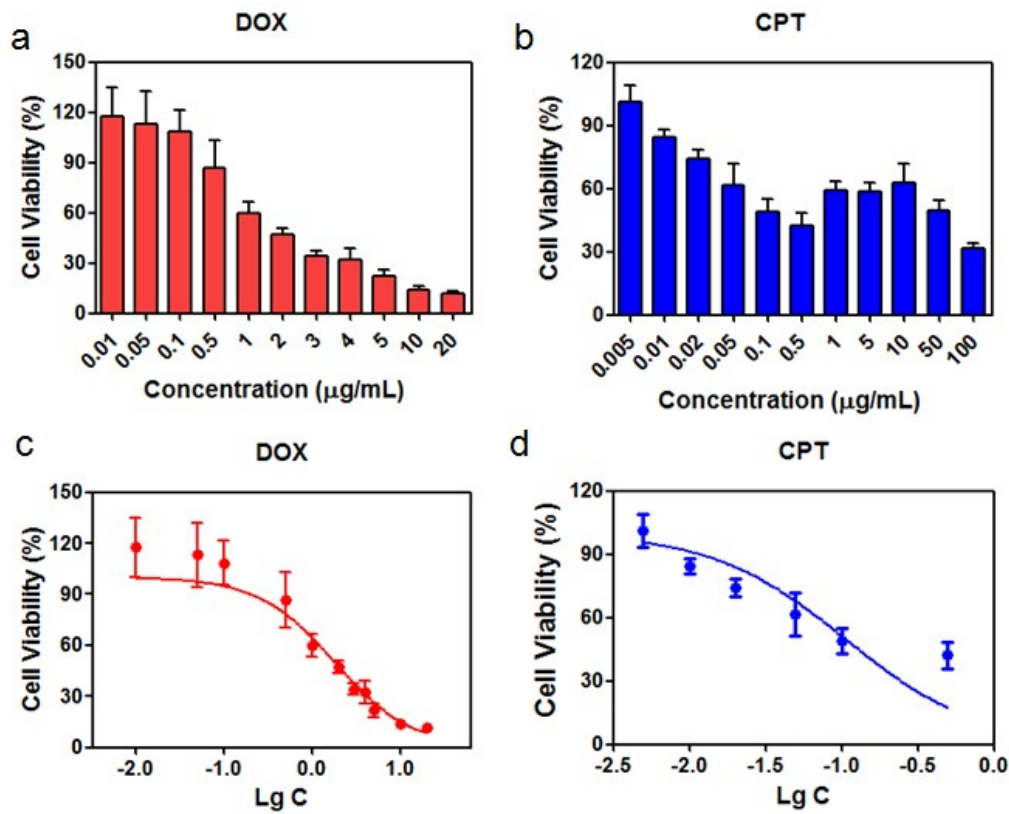 a
DOX
Cell Viability (%)
150
120
90
60
30
0
0.01 0.05 0.1 0.5 1 2 3 4 5 10 20
Concentration (μg/mL)
b
CPT
Cell Viability (%)
120
90
60
30
0
0.005 0.01 0.02 0.05 0.1 0.5 1 5 10 50 100
Concentration (μg/mL)
c
DOX
Cell Viability (%)
150
120
90
60
30
0
-2.0 -1.0 0.0 1.0
Lg C
d
CPT
Cell Viability (%)
120
90
60
30
0
-2.5 -2.0 -1.5 -1.0 -0.5 0.0
Lg C